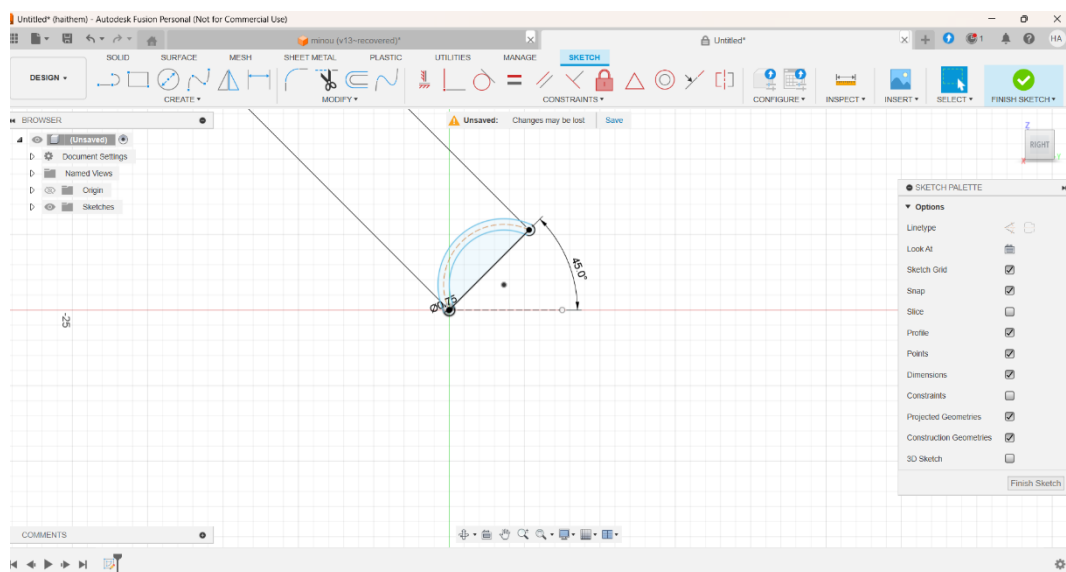 Untitled* (haithem) - Autodesk Fusion Personal (Not for Commercial Use)
minou (v13~recovered)*
Untitled*
1
HA
SOLID SURFACE MESH SHEET METAL PLASTIC UTILITIES MANAGE SKETCH
DESIGN
CREATE MODIFY CONSTRAINTS CONFIGURE INSPECT INSERT SELECT FINISH SKETCH
BROWSER
Unsaved: Changes may be lost Save
(Unsaved)
Document Settings
Named Views
Origin
Sketches
Z
RIGHT
X Y
SKETCH PALETTE
Options
Linetype
Look At
Sketch Grid
Snap
Slice
Profile
Points
Dimensions
Constraints
Projected Geometries
Construction Geometries
3D Sketch
Finish Sketch
45.0°
Ø0.75
-25
COMMENTS